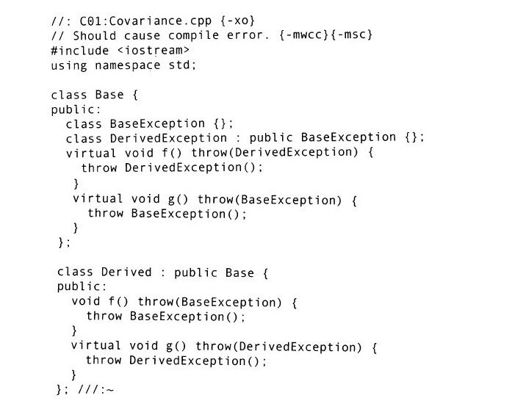 //: C01:Covariance.cpp {-xo}
// Should cause compile error. {-mwcc}{-msc}
#include <iostream>
using namespace std;

class Base {
public:
  class BaseException {};
  class DerivedException : public BaseException {};
  virtual void f() throw(DerivedException) {
    throw DerivedException();
  }
  virtual void g() throw(BaseException) {
    throw BaseException();
  }
};

class Derived : public Base {
public:
  void f() throw(BaseException) {
    throw BaseException();
  }
  virtual void g() throw(DerivedException) {
    throw DerivedException();
  }
}; ///:~